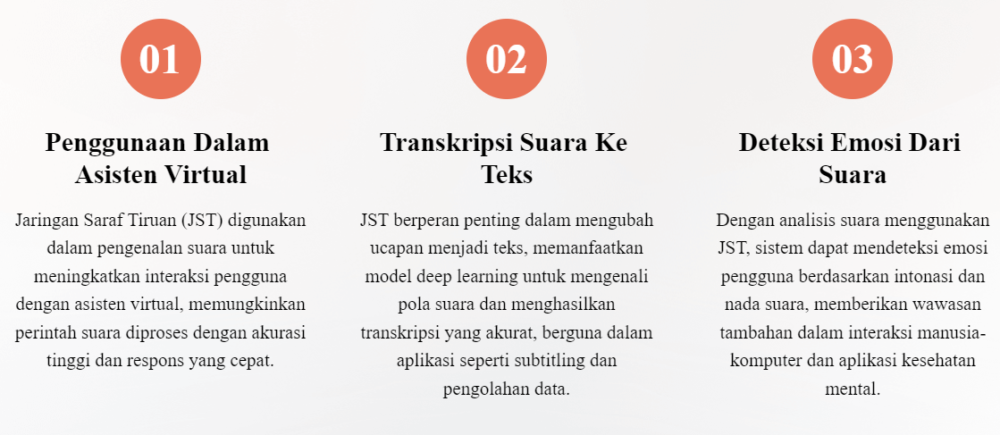 01
Penggunaan Dalam
Asisten Virtual
Jaringan Saraf Tiruan (JST) digunakan
dalam pengenalan suara untuk
meningkatkan interaksi pengguna
dengan asisten virtual, memungkinkan
perintah suara diproses dengan akurasi
tinggi dan respons yang cepat.
02
Transkripsi Suara Ke
Teks
JST berperan penting dalam mengubah
ucapan menjadi teks, memanfaatkan
model deep learning untuk mengenali
pola suara dan menghasilkan
transkripsi yang akurat, berguna dalam
aplikasi seperti subtitling dan
pengolahan data.
03
Deteksi Emosi Dari
Suara
Dengan analisis suara menggunakan
JST, sistem dapat mendeteksi emosi
pengguna berdasarkan intonasi dan
nada suara, memberikan wawasan
tambahan dalam interaksi manusia-
komputer dan aplikasi kesehatan
mental.